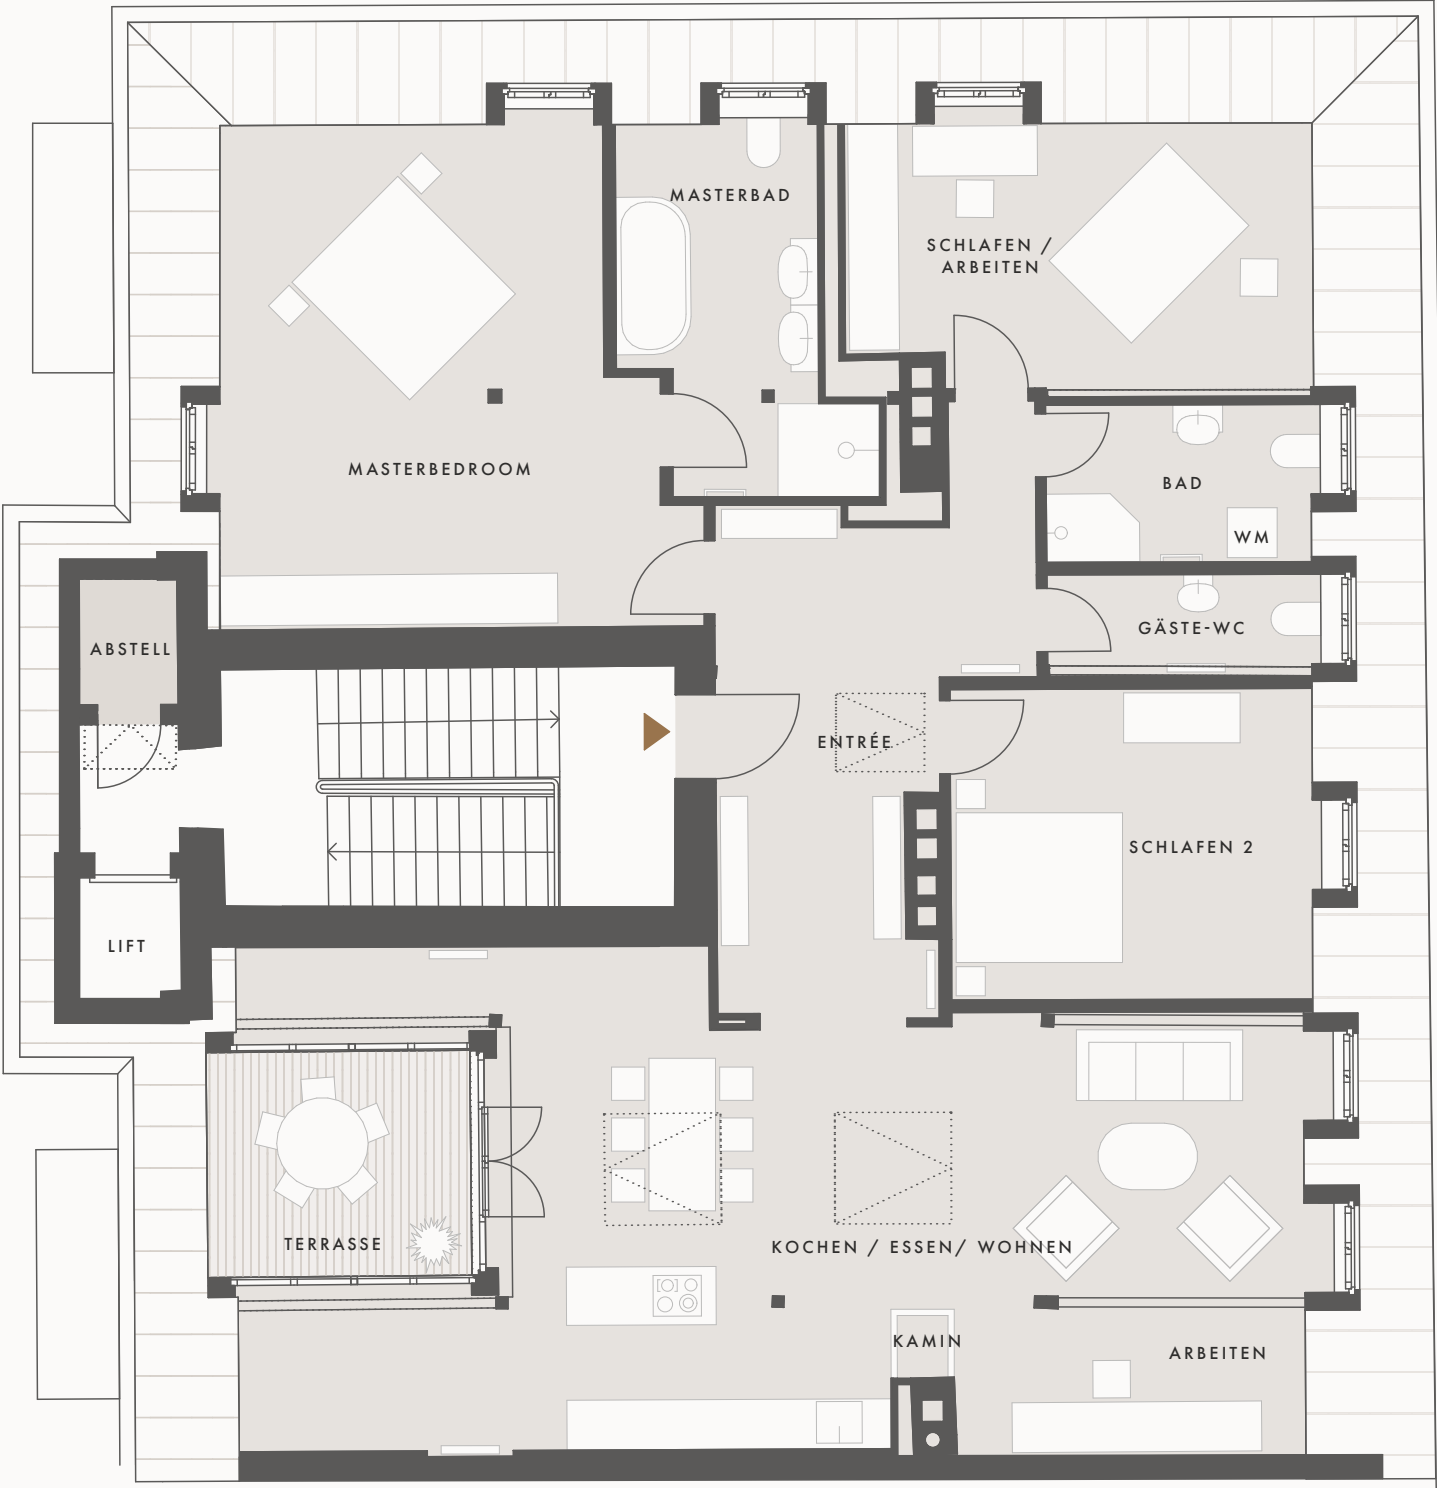 MASTERBAD
SCHLAFEN /
ARBEITEN
MASTERBEDROOM
BAD
WM
GÄSTE-WC
ABSTELL
ENTRÉE
SCHLAFEN 2
LIFT
TERRASSE
KOCHEN / ESSEN/ WOHNEN
KAMIN
ARBEITEN